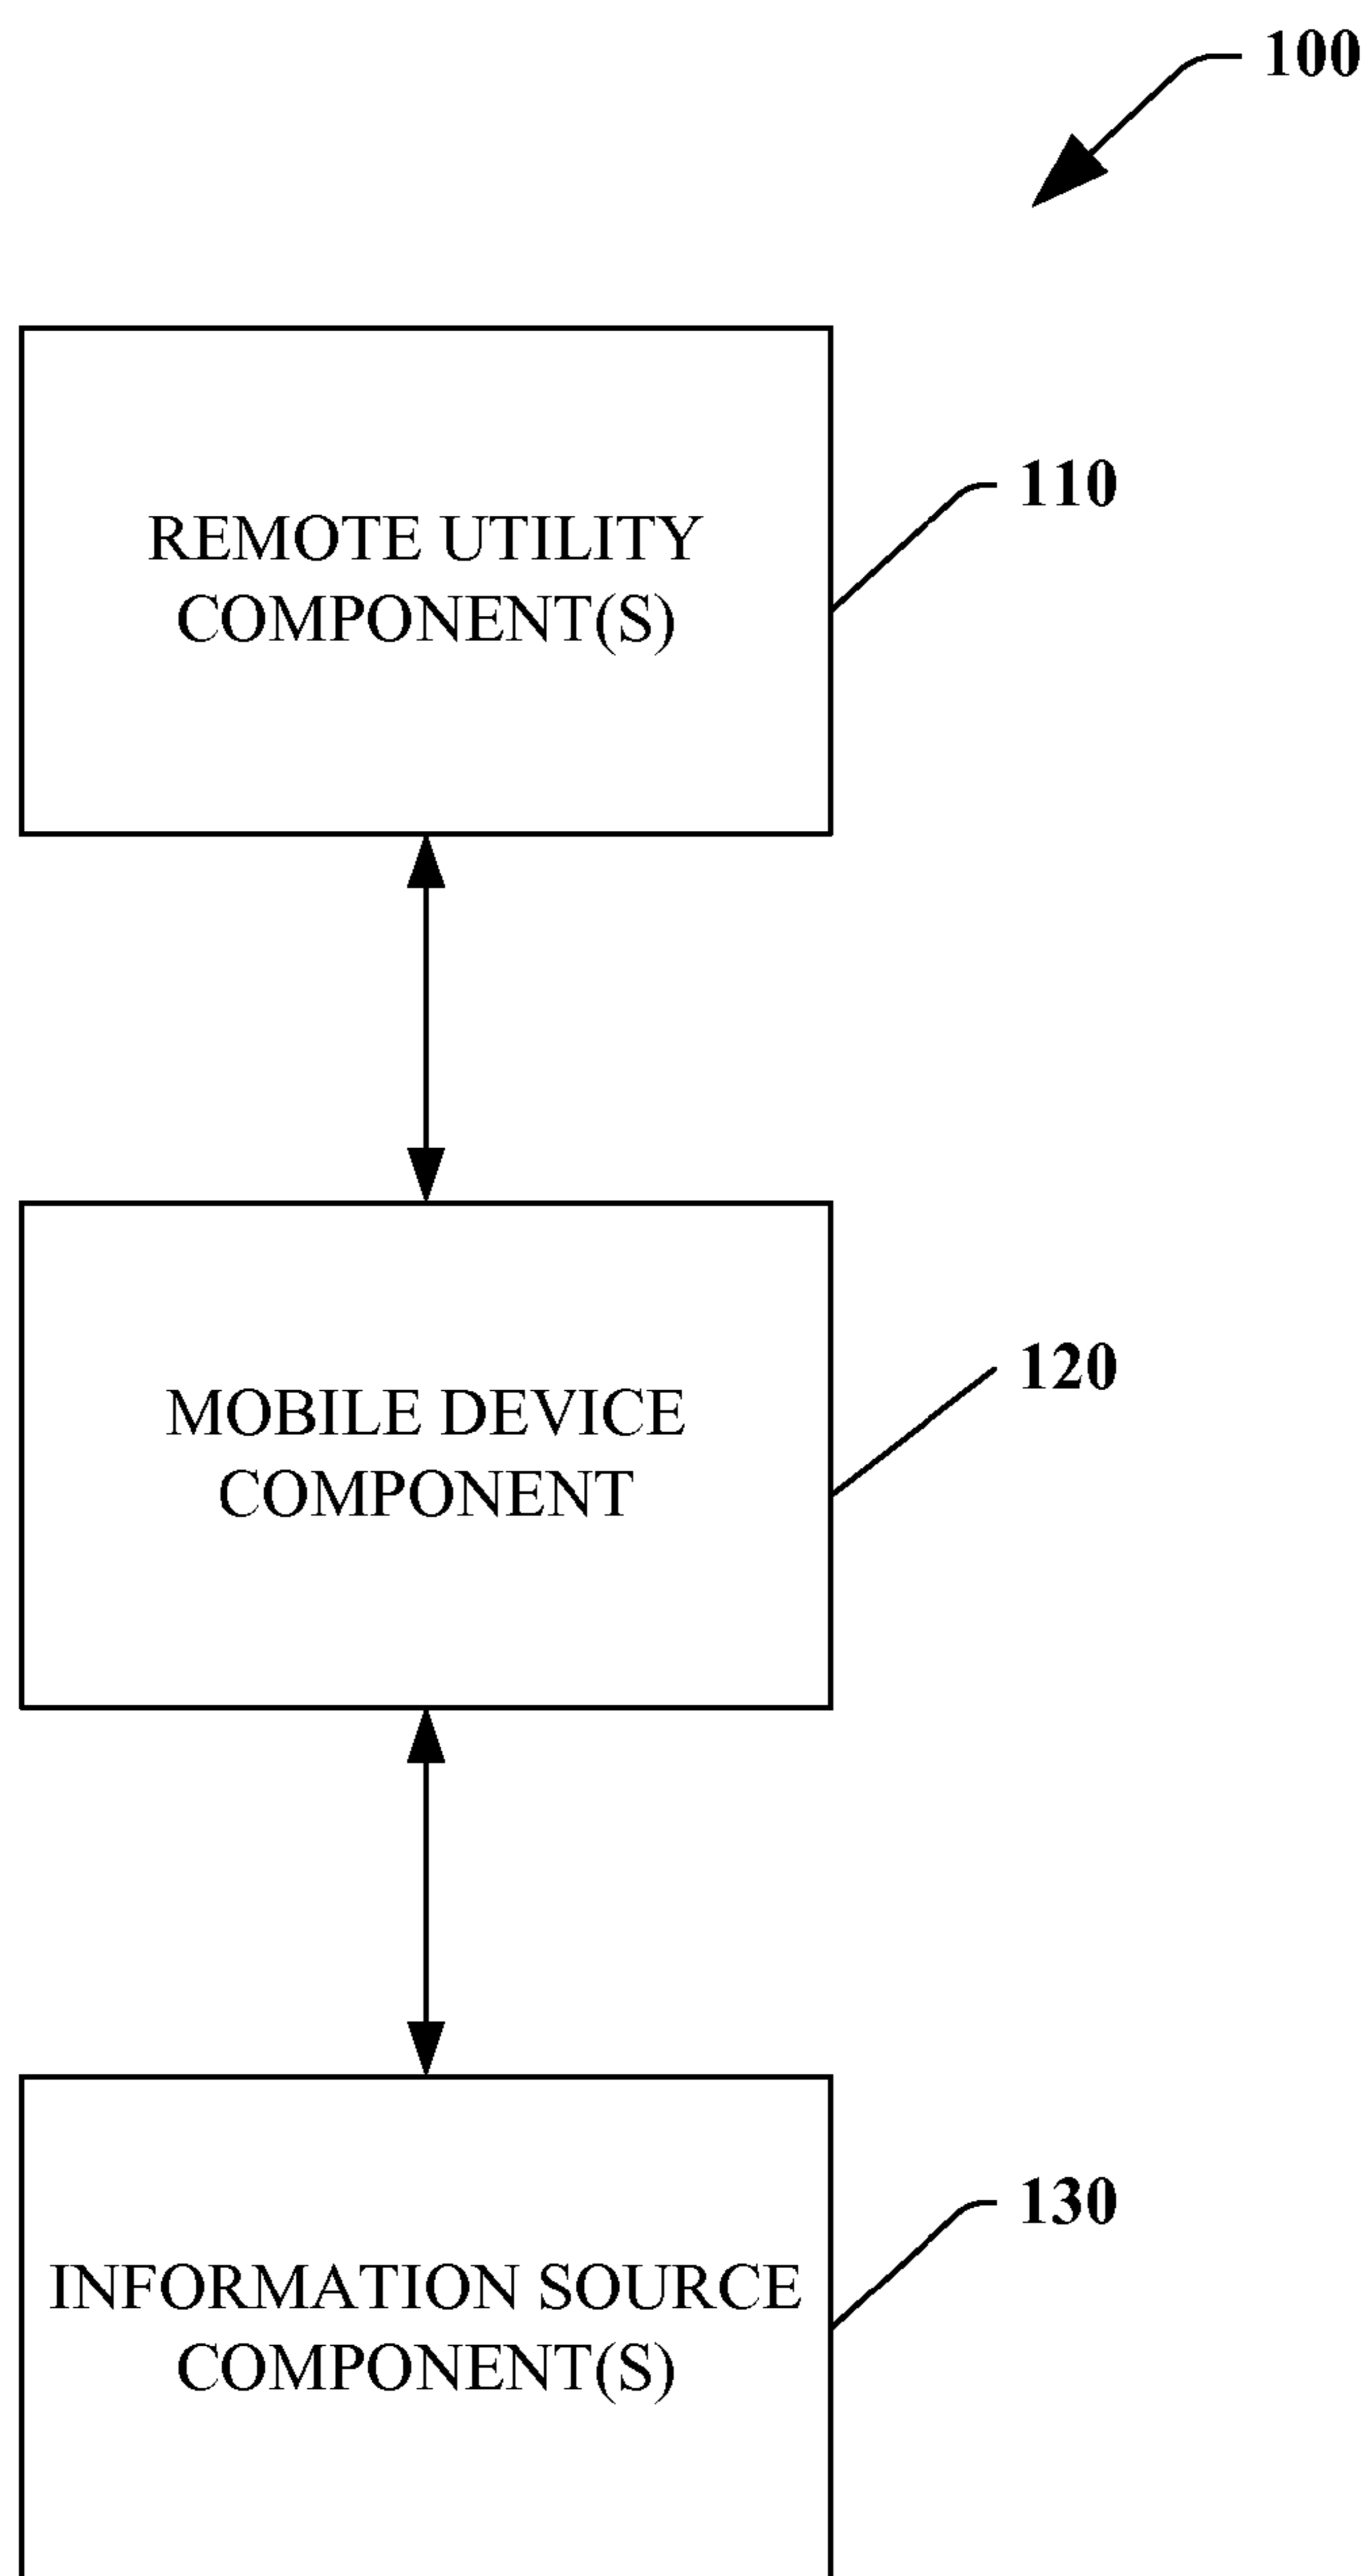 100
REMOTE UTILITY
COMPONENT(S)
110
MOBILE DEVICE
COMPONENT
120
INFORMATION SOURCE
COMPONENT(S)
130